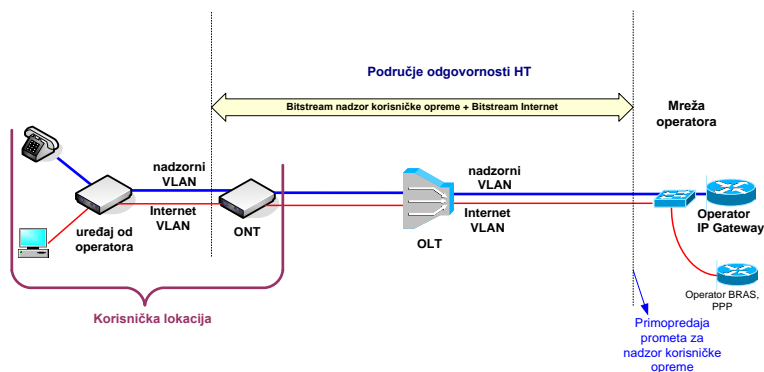 Područje odgovornosti HT
Bitstream nadzor korisničke opreme + Bitstream Internet
Mreža
operatora
nadzorni
VLAN
Internet
VLAN
uređaj od
operatora
ONT
OLT
nadzorni
VLAN
Internet
VLAN
Operator
IP Gateway
Operator BRAS,
PPP
Korisnička lokacija
Primopredaja
prometa za
nadzor korisničke
opreme